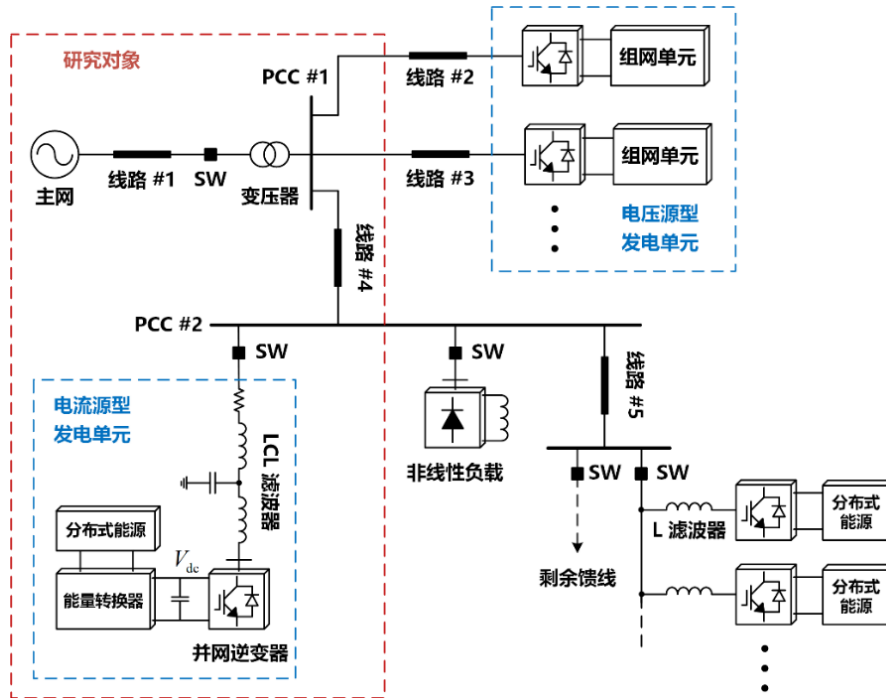 研究对象
PCC #1
线路 #2
组网单元
主网
线路 #1
SW
变压器
线路 #3
组网单元
电压源型
发电单元
线路 #4
PCC #2
SW
SW
线路 #5
电流源型
发电单元
LCL 滤波器
非线性负载
SW
SW
分布式能源
V
dc
能量转换器
并网逆变器
剩余馈线
L 滤波器
分布式
能源
分布式
能源